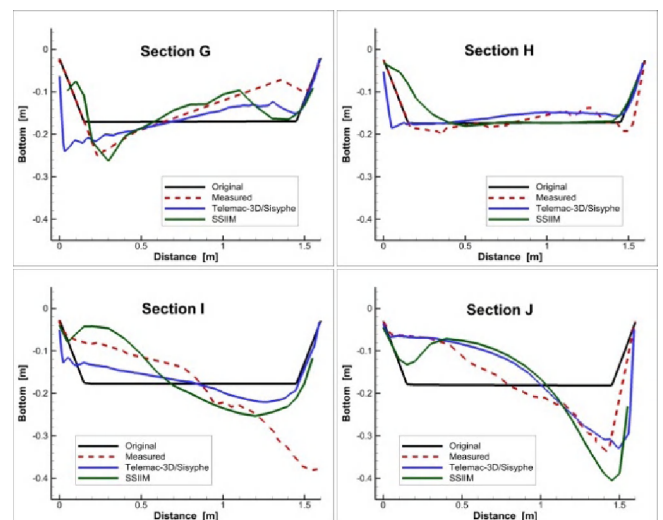 Section G
Bottom [m]
0
-0.1
-0.2
-0.3
-0.4
Original
Measured
Telemac-3D/Sisyphe
SSIIM
0 0.5 1 1.5
Distance [m]
Section H
Bottom [m]
0
-0.1
-0.2
-0.3
-0.4
Original
Measured
Telemac-3D/Sisyphe
SSIIM
0 0.5 1 1.5
Distance [m]
Section I
Bottom [m]
0
-0.1
-0.2
-0.3
-0.4
Original
Measured
Telemac-3D/Sisyphe
SSIIM
0 0.5 1 1.5
Distance [m]
Section J
Bottom [m]
0
-0.1
-0.2
-0.3
-0.4
Original
Measured
Telemac-3D/Sisyphe
SSIIM
0 0.5 1 1.5
Distance [m]